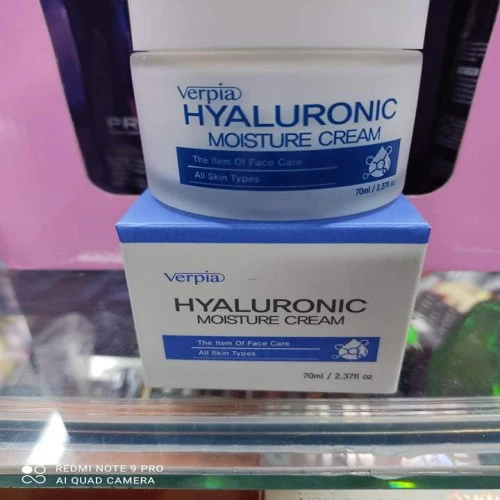 Verpia
HYALURONIC
MOISTURE CREAM
The Item Of Face Care
All Skin Types
70ml / 2.37fl oz
Verpia
HYALURONIC
MOISTURE CREAM
The Item Of Face Care
All Skin Types
70ml / 2.37fl oz
REDMI NOTE 9 PRO
AI QUAD CAMERA